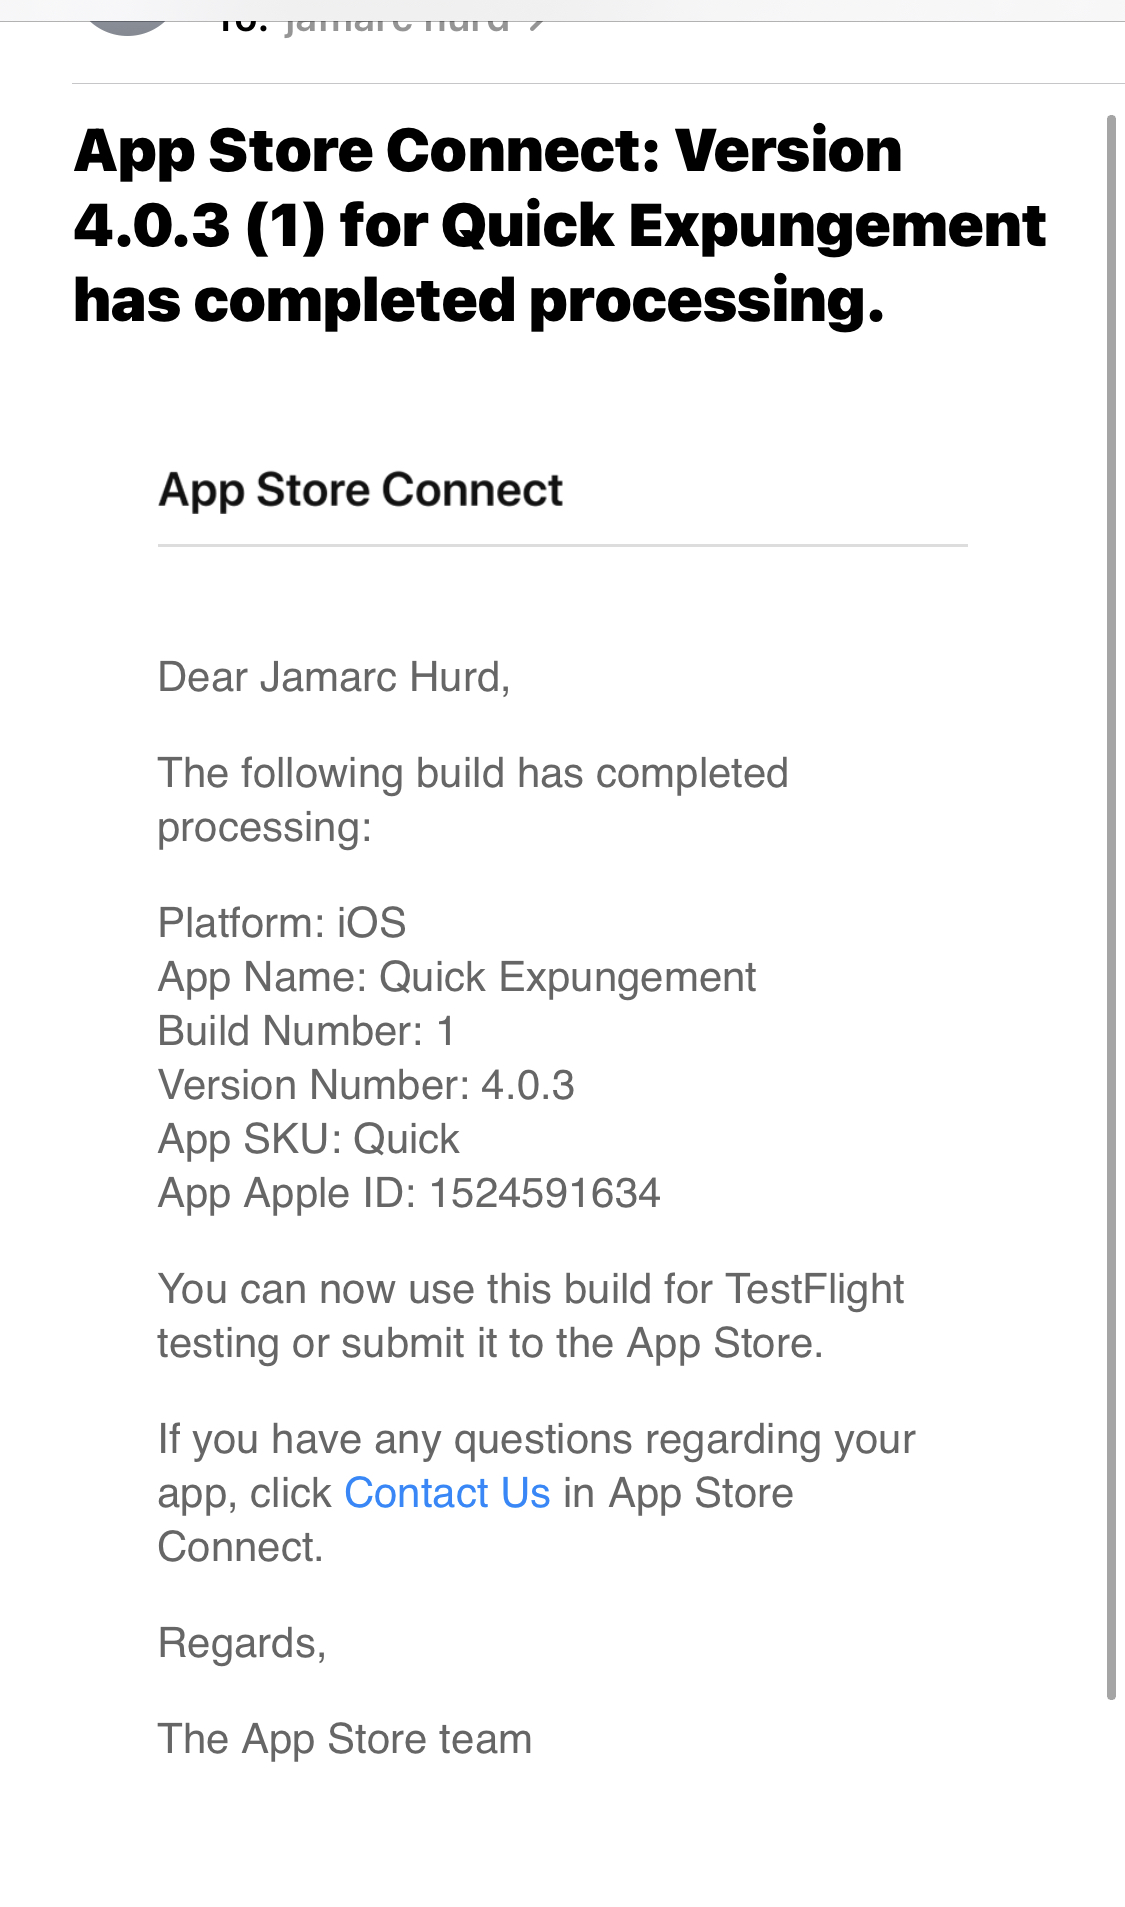 To: jamarc hurd >
App Store Connect: Version
4.0.3 (1) for Quick Expungement
has completed processing.
App Store Connect
Dear Jamarc Hurd,
The following build has completed
processing:
Platform: iOS
App Name: Quick Expungement
Build Number: 1
Version Number: 4.0.3
App SKU: Quick
App Apple ID: 1524591634
You can now use this build for TestFlight
testing or submit it to the App Store.
If you have any questions regarding your
app, click Contact Us in App Store
Connect.
Regards,
The App Store team